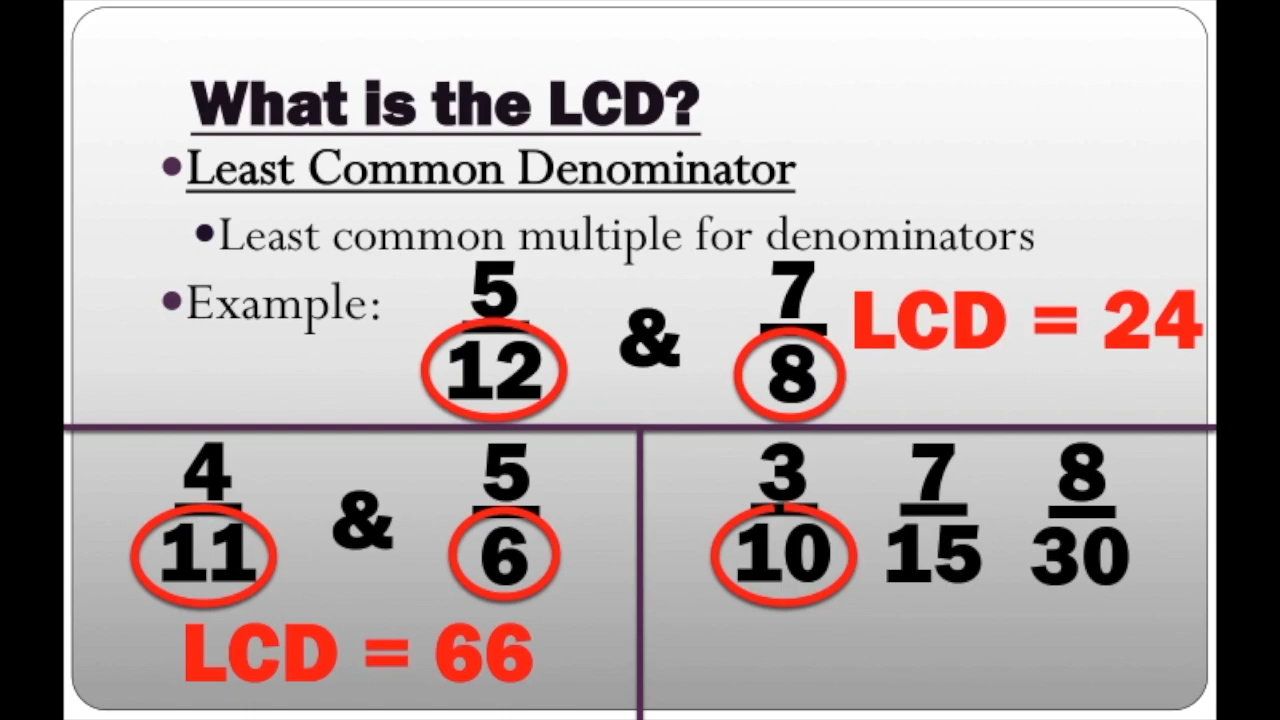 What is the LCD?
•Least Common Denominator
•Least common multiple for denominators
•Example:
5/12 & 7/8 LCD = 24
4/11 & 5/6
LCD = 66
3/10 7/15 8/30